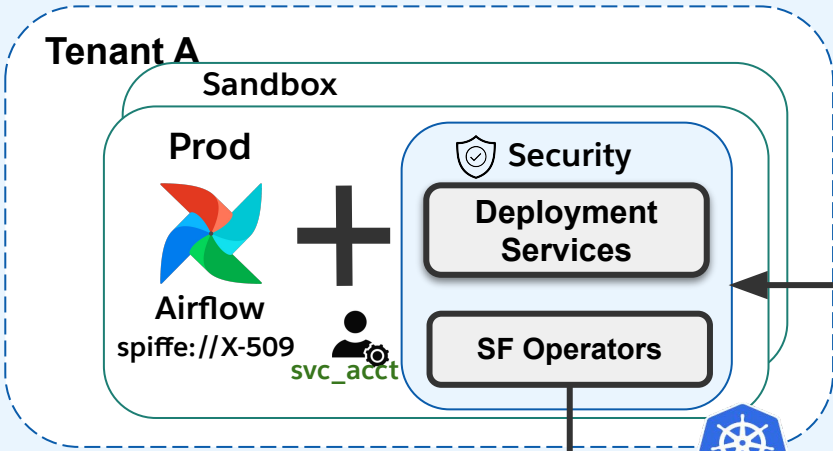 Tenant A
Sandbox
Prod
Security
Deployment
Services
Airflow
spiffe://X-509
svc_acct
SF Operators